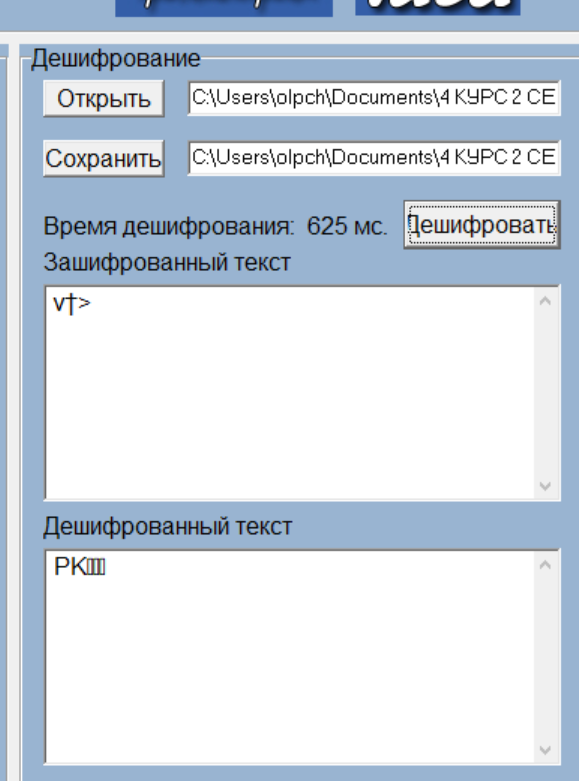 Дешифрование
Открыть C:\Users\olpch\Documents\4 КУРС 2 СЕ
Сохранить C:\Users\olpch\Documents\4 КУРС 2 СЕ
Время дешифрования: 625 мс. Дешифровать
Зашифрованный текст
v†>
Дешифрованный текст
PK